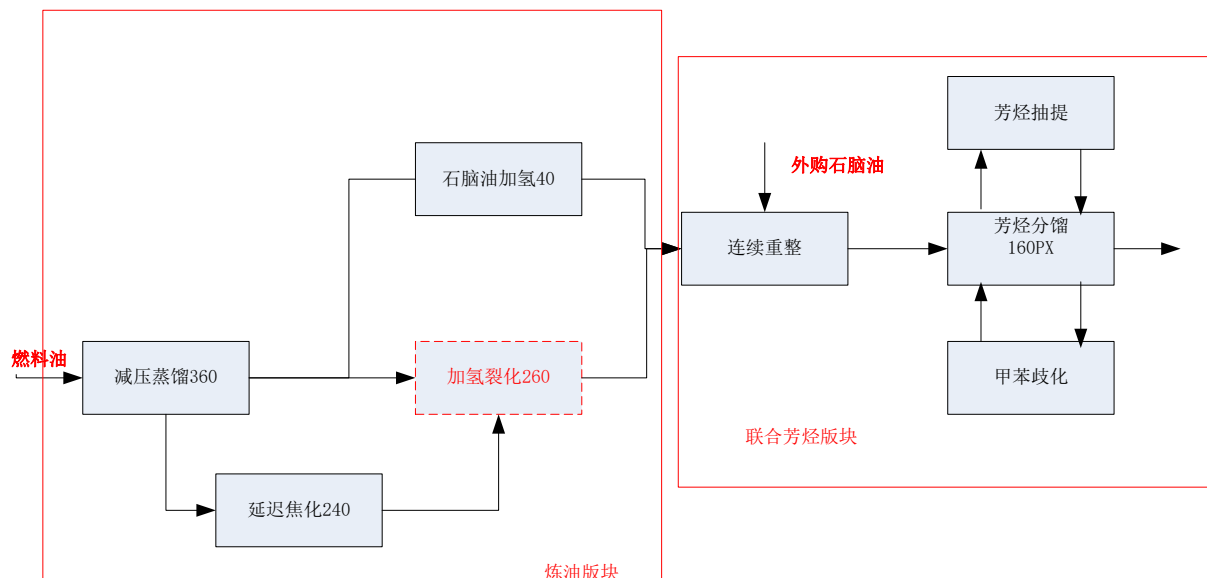 芳烃抽提
石脑油加氢40
外购石脑油
连续重整
芳烃分馏
160PX
燃料油
减压蒸馏360
加氢裂化260
甲苯歧化
联合芳烃版块
延迟焦化240
炼油版块